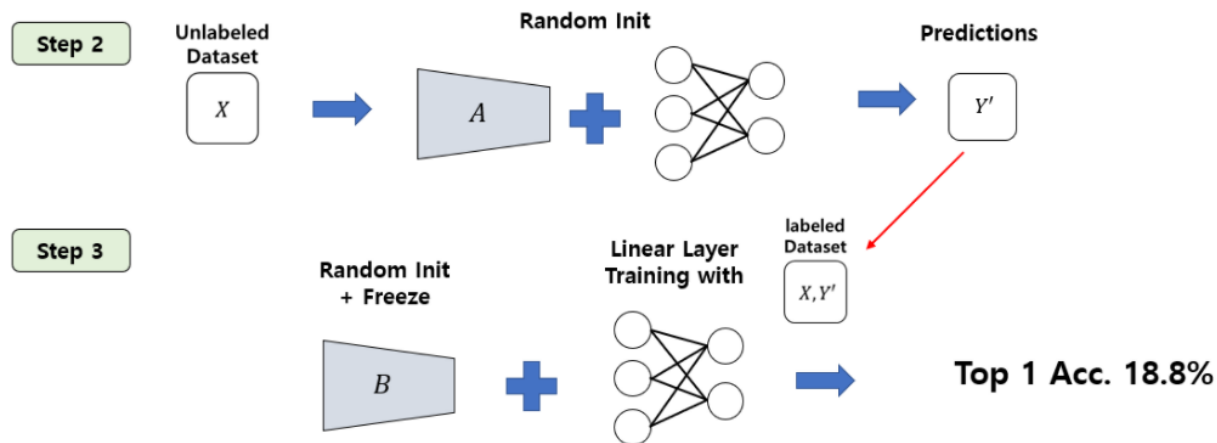 Step 2
Unlabeled
Dataset
X
A
Random Init
Predictions
Y'
Step 3
Random Init
+ Freeze
B
Linear Layer
Training with
labeled
Dataset
X, Y'
Top 1 Acc. 18.8%